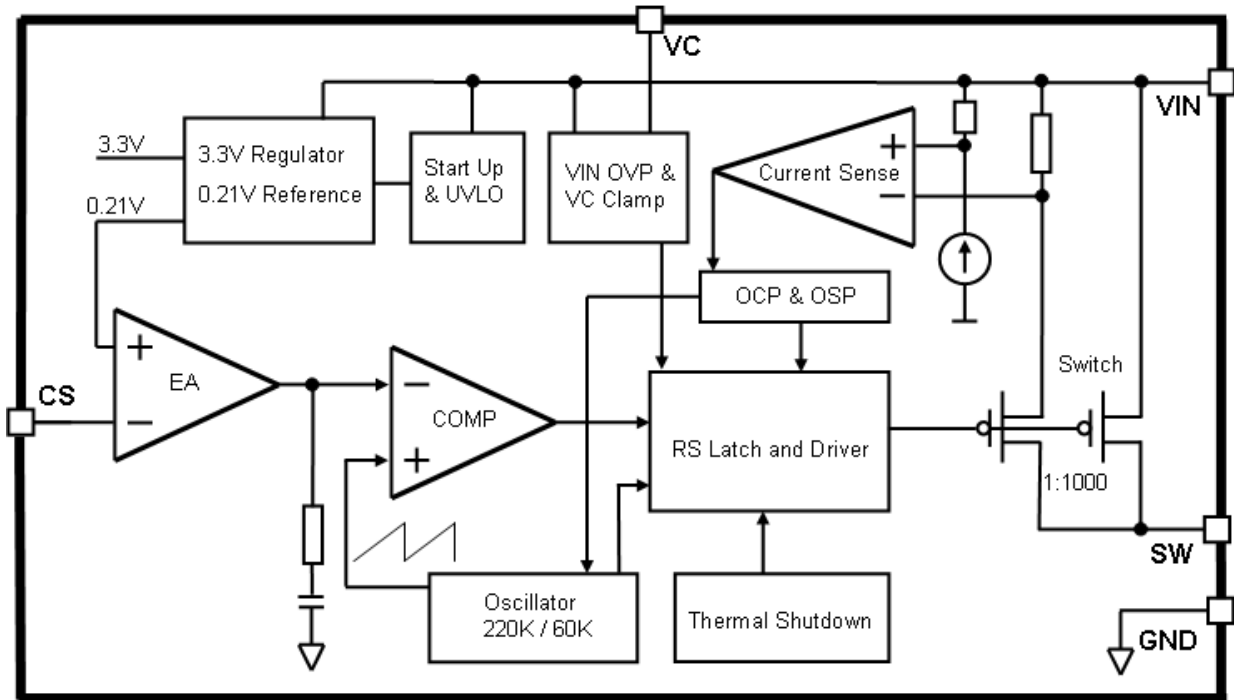 VC
VIN
3.3V
3.3V Regulator
0.21V Reference
0.21V
Start Up
& UVLO
VIN OVP &
VC Clamp
Current Sense
+
−
OCP & OSP
CS
+
EA
−
−
COMP
+
RS Latch and Driver
Switch
1:1000
SW
Oscillator
220K / 60K
Thermal Shutdown
GND